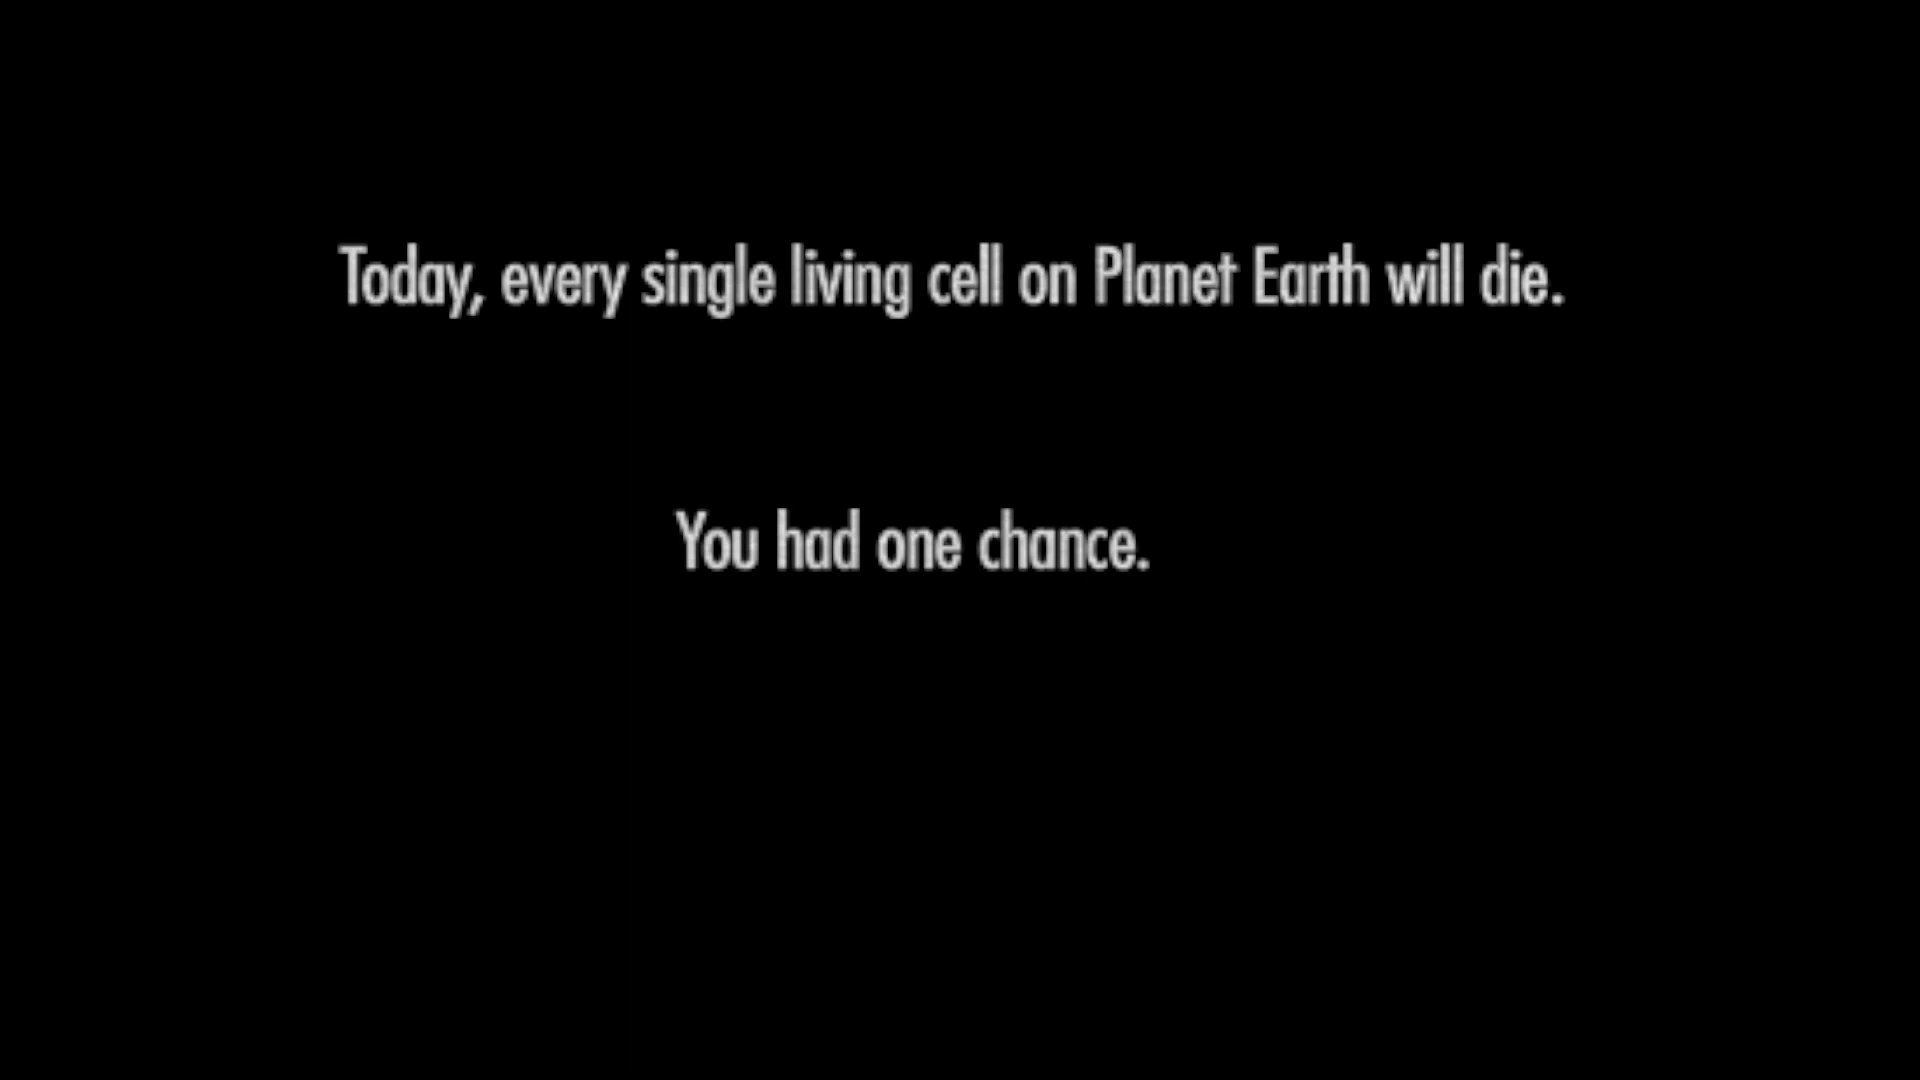 Today, every single living cell on Planet Earth will die.
You had one chance.